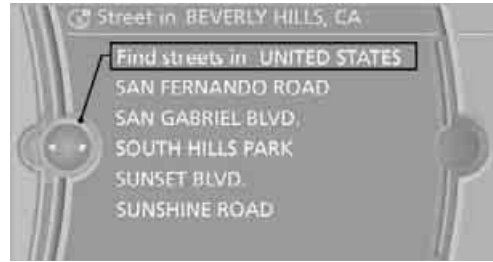 Street in BEVERLY HILLS, CA
Find streets in UNITED STATES
SAN FERNANDO ROAD
SAN GABRIEL BLVD.
SOUTH HILLS PARK
SUNSET BLVD.
SUNSHINE ROAD